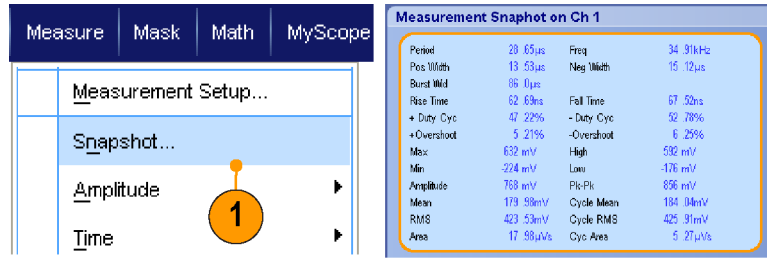 Measure Mask Math MyScope
Measurement Setup...
Snapshot...
Amplitude
Time
1
Measurement Snaphot on Ch 1
Period 28 .65µs Freq 34 .91kHz
Pos Width 13 .53µs Neg Width 15 .12µs
Burst Wid 86 .0µs
Rise Time 62 .69ns Fall Time 67 .52ns
+ Duty Cyc 47 .22% - Duty Cyc 52 .78%
+Overshoot 5 .21% -Overshoot 6 .25%
Max 632 mV High 592 mV
Min -224 mV Low -176 mV
Amplitude 768 mV Pk-Pk 856 mV
Mean 179 .98mV Cycle Mean 184 .04mV
RMS 423 .53mV Cycle RMS 425 .91mV
Area 17 .98µVs Cyc Area 5 .27µVs